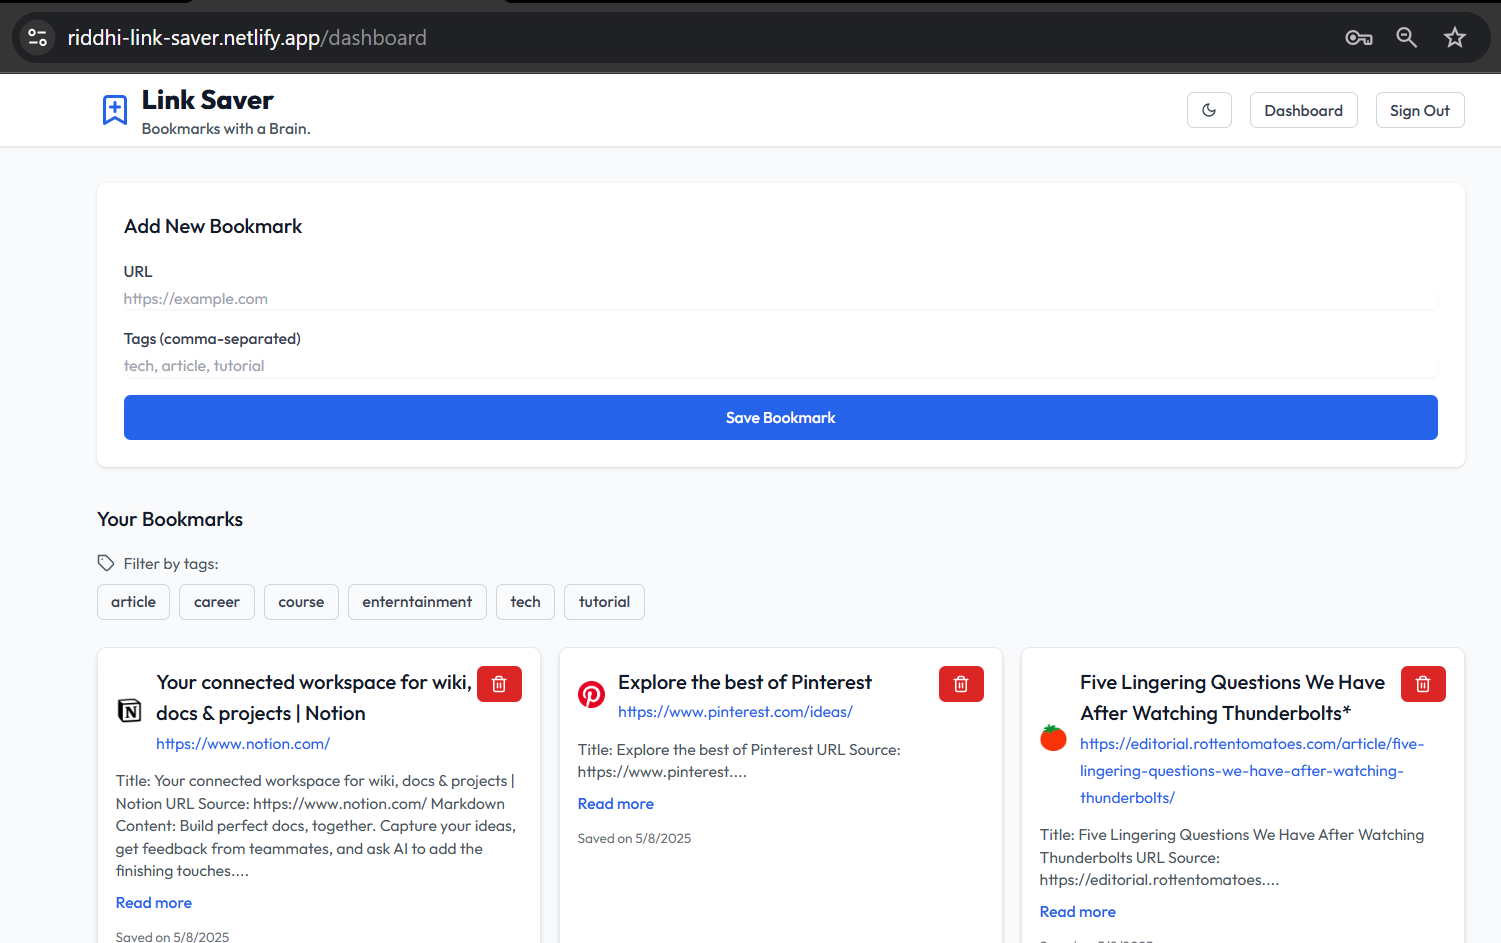 riddhi-link-saver.netlify.app/dashboard
Link Saver
Bookmarks with a Brain.
Dashboard
Sign Out
Add New Bookmark
URL
https://example.com
Tags (comma-separated)
tech, article, tutorial
Save Bookmark
Your Bookmarks
Filter by tags:
article
career
course
enterntainment
tech
tutorial
Your connected workspace for wiki,
docs & projects | Notion
https://www.notion.com/
Title: Your connected workspace for wiki, docs & projects |
Notion URL Source: https://www.notion.com/ Markdown
Content: Build perfect docs, together. Capture your ideas,
get feedback from teammates, and ask AI to add the
finishing touches....
Read more
Saved on 5/8/2025
Explore the best of Pinterest
https://www.pinterest.com/ideas/
Title: Explore the best of Pinterest URL Source:
https://www.pinterest....
Read more
Saved on 5/8/2025
Five Lingering Questions We Have
After Watching Thunderbolts*
https://editorial.rottentomatoes.com/article/five-
lingering-questions-we-have-after-watching-
thunderbolts/
Title: Five Lingering Questions We Have After Watching
Thunderbolts URL Source:
https://editorial.rottentomatoes....
Read more